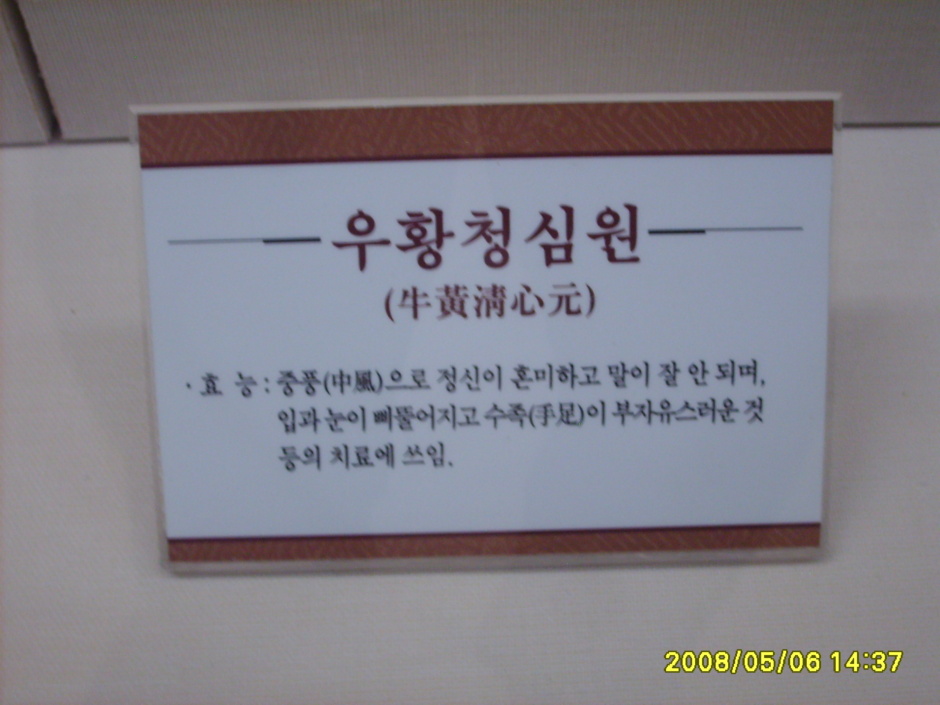 우황청심원
(牛黃淸心元)
· 효 능 : 중풍(中風)으로 정신이 혼미하고 말이 잘 안 되며,
입과 눈이 삐뚤어지고 수족(手足)이 부자유스러운 것
등의 치료에 쓰임.
2008/05/06 14:37